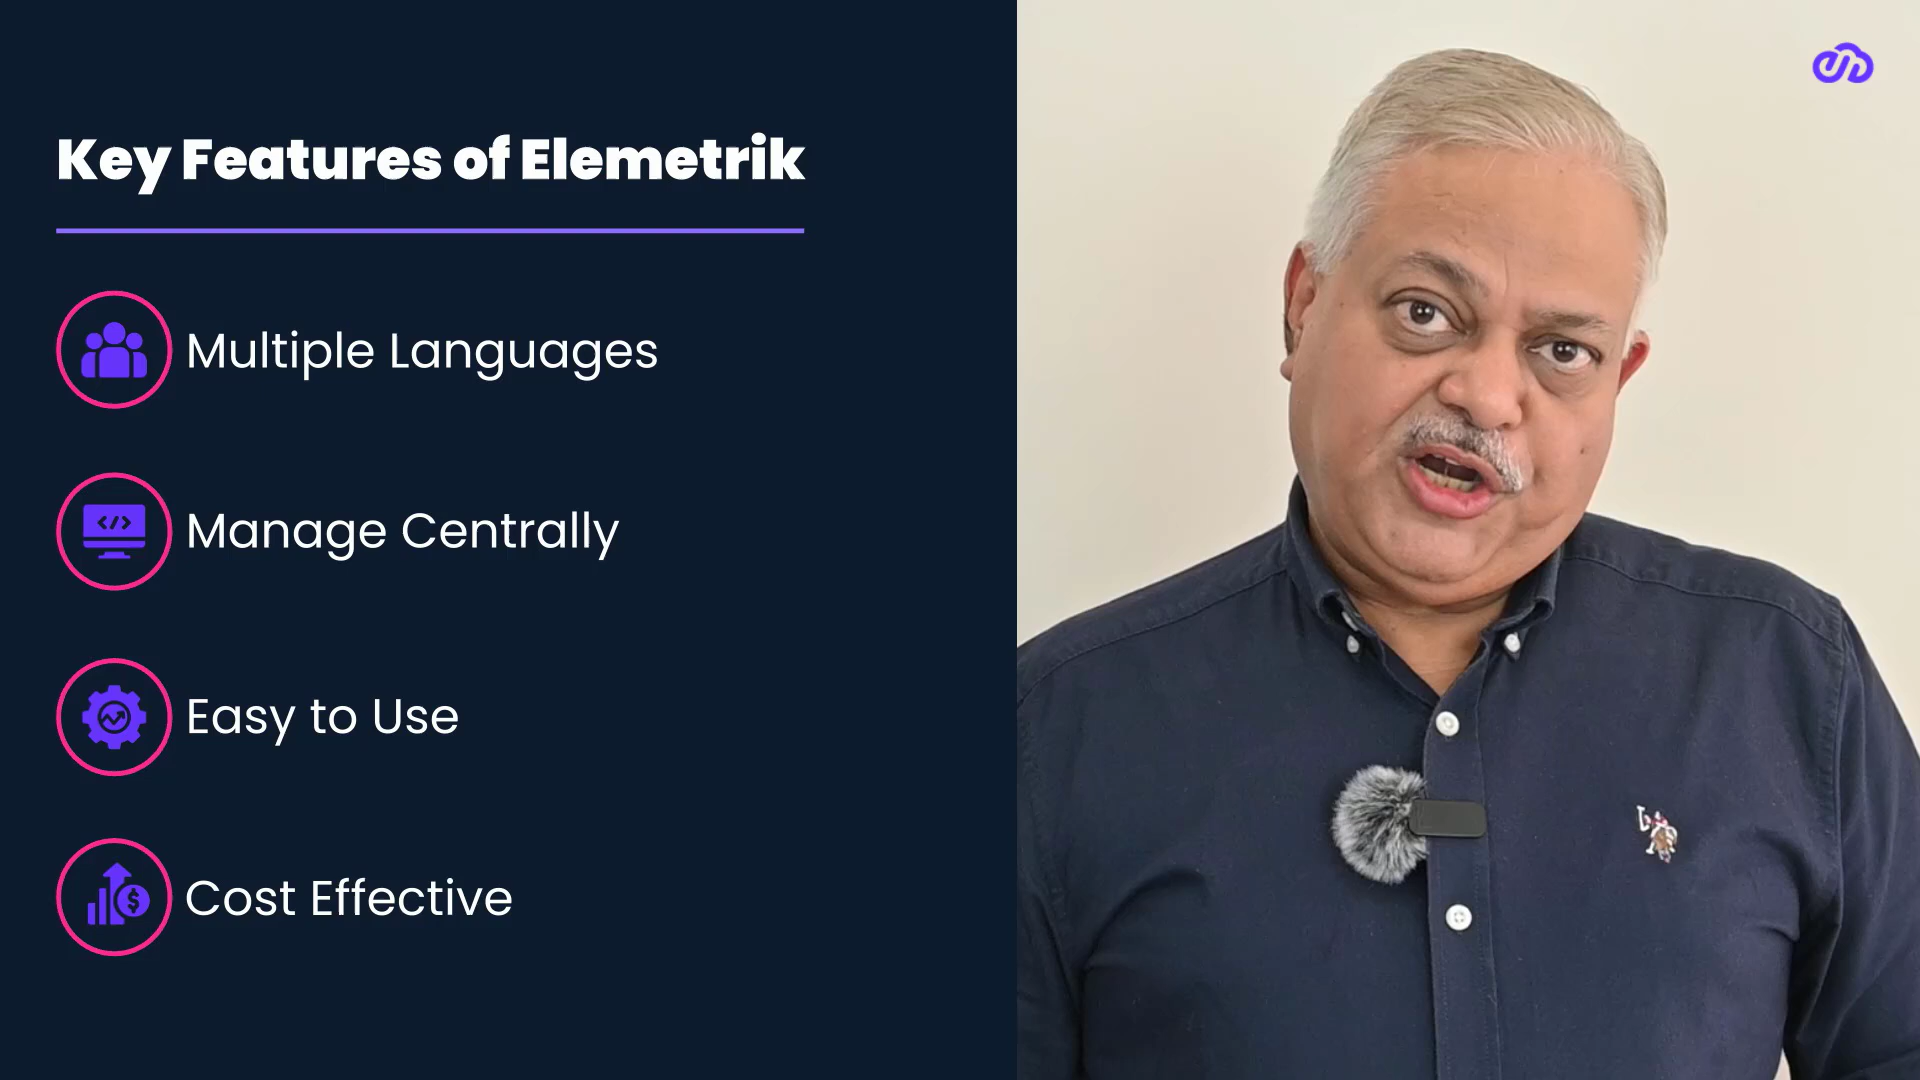 Key Features of Elemetrik
Multiple Languages
Manage Centrally
Easy to Use
Cost Effective